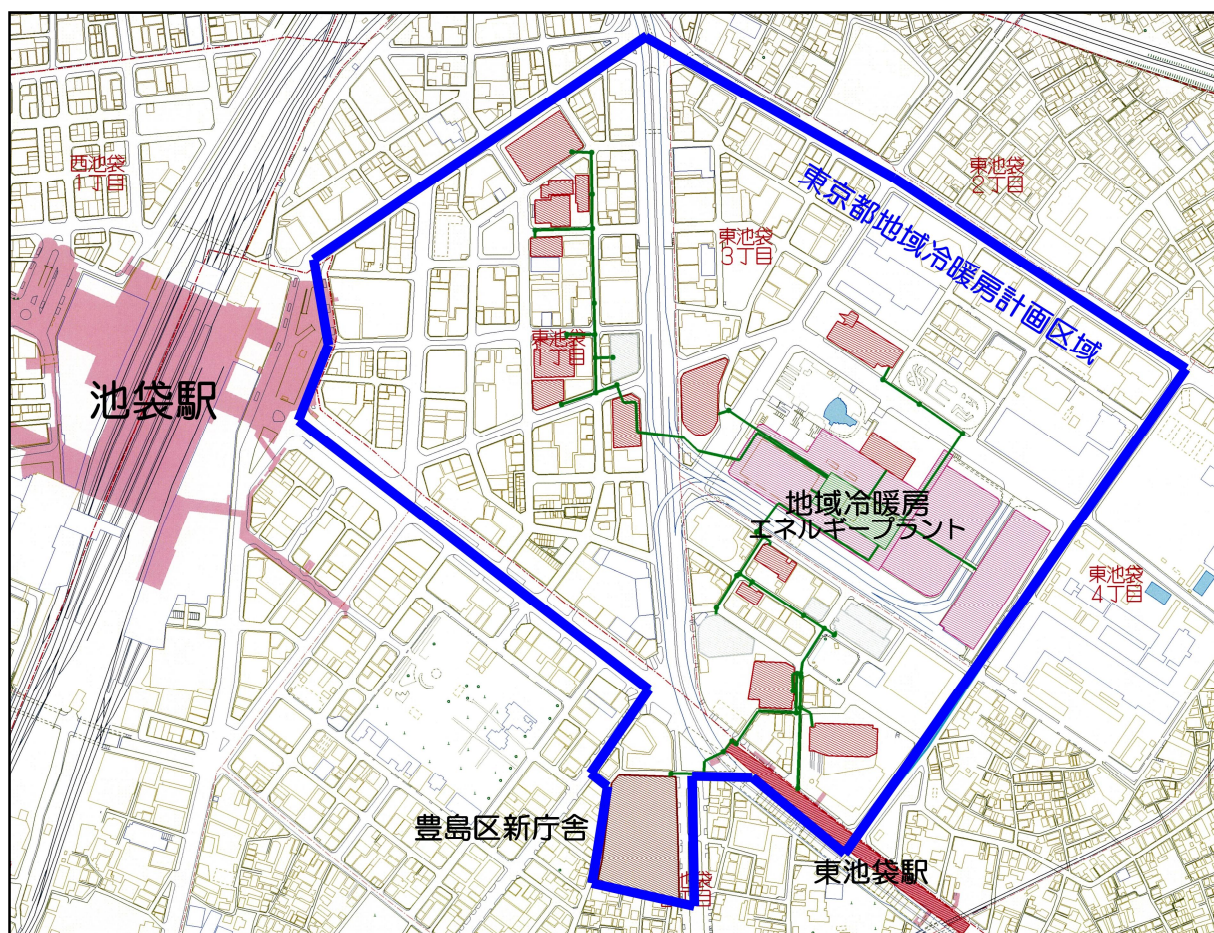 西池袋
1丁目
東池袋
2丁目
東京都地域冷暖房計画区域
東池袋
3丁目
東池袋
1丁目
池袋駅
地域冷暖房
エネルギープラント
東池袋
4丁目
豊島区新庁舎
東池袋駅